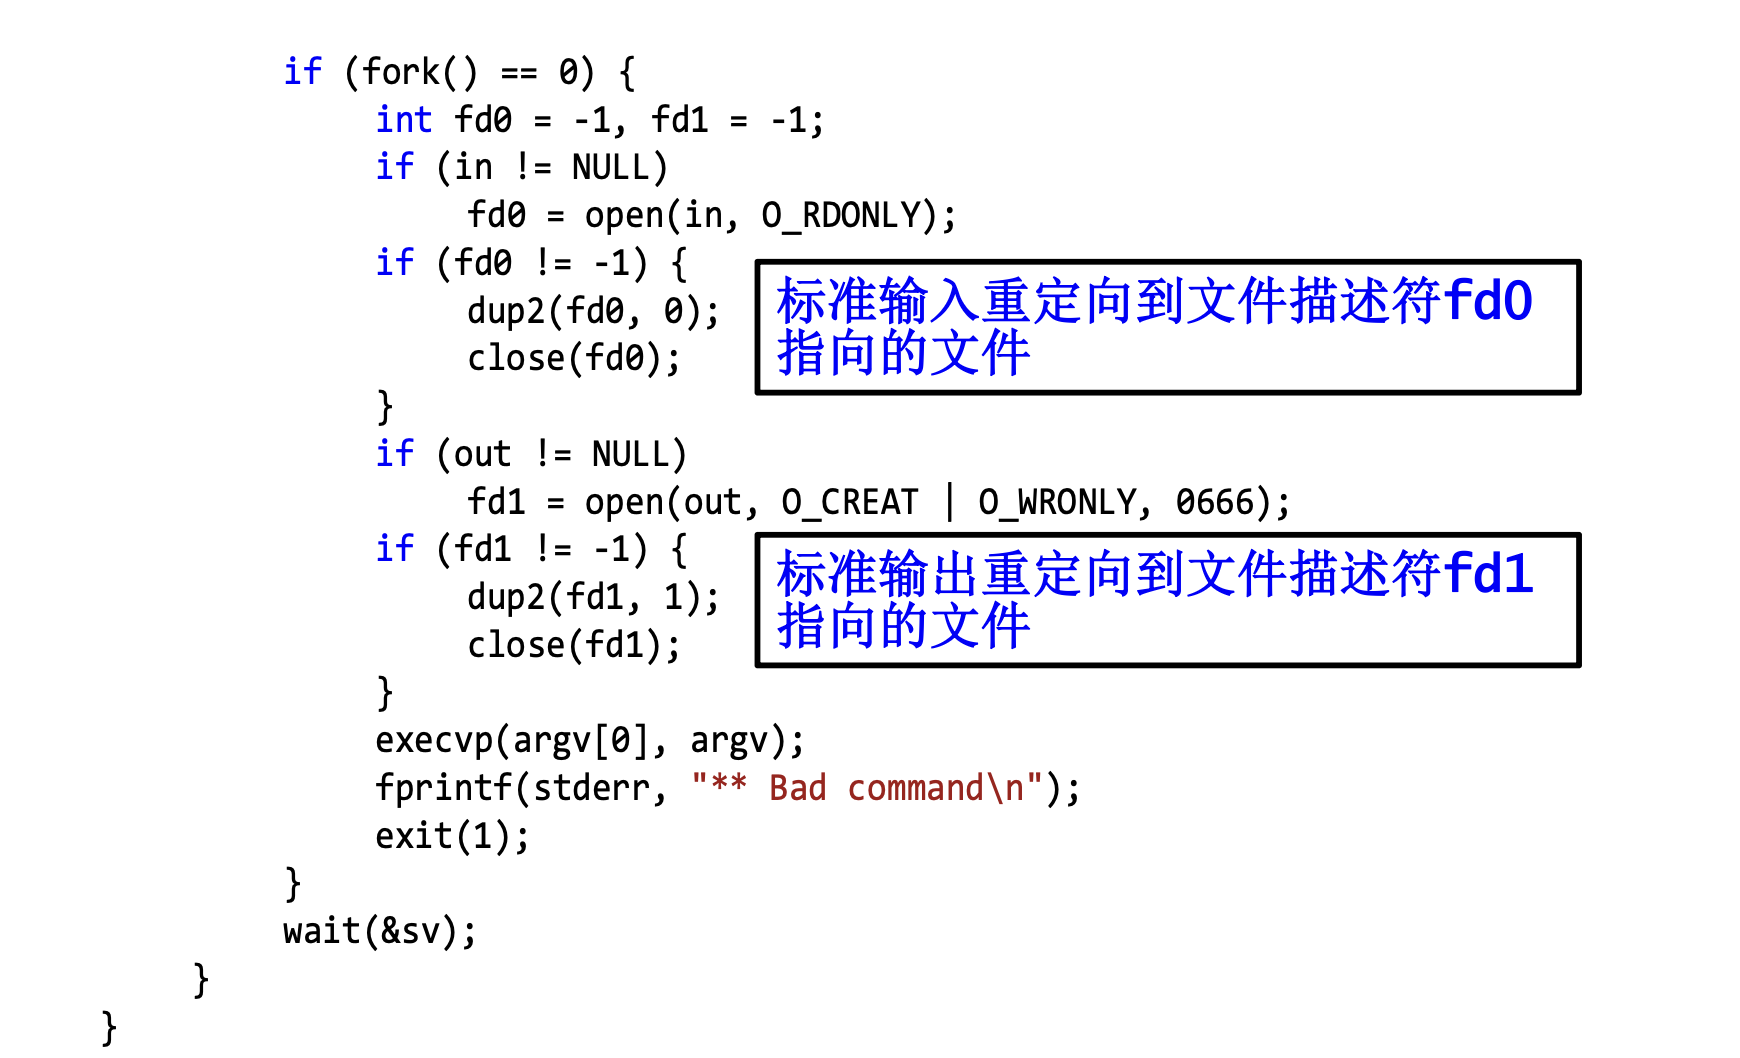 if (fork() == 0) {
int fd0 = -1, fd1 = -1;
if (in != NULL)
fd0 = open(in, O_RDONLY);
if (fd0 != -1) {
dup2(fd0, 0);
close(fd0);
标准输入重定向到文件描述符fd0
指向的文件
}
if (out != NULL)
fd1 = open(out, O_CREAT | O_WRONLY, 0666);
if (fd1 != -1) {
dup2(fd1, 1);
close(fd1);
标准输出重定向到文件描述符fd1
指向的文件
}
execvp(argv[0], argv);
fprintf(stderr, "** Bad command\n");
exit(1);
}
wait(&sv);
}
}